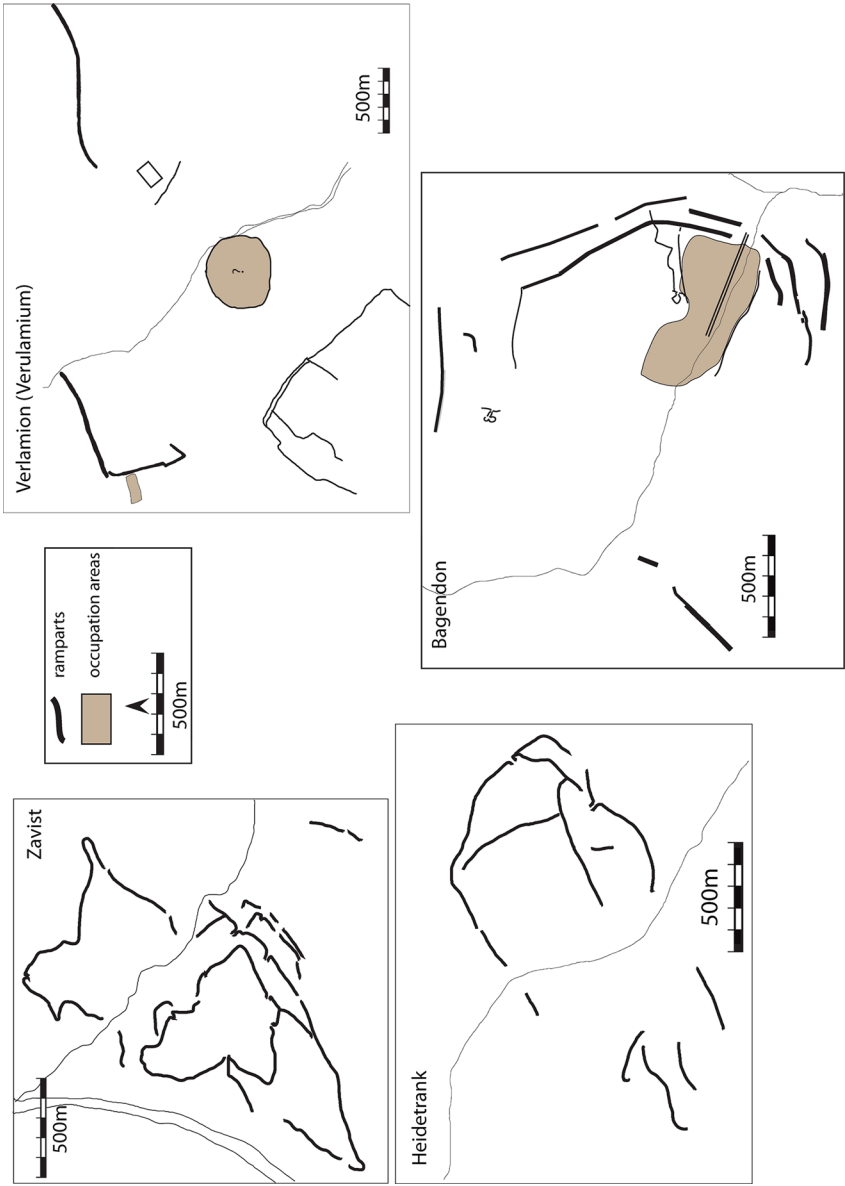 Verlamion (Verulamium)
?
500m
ramparts
occupation areas
500m
Bagendon
500m
Zavist
500m
Heidetrank
500m